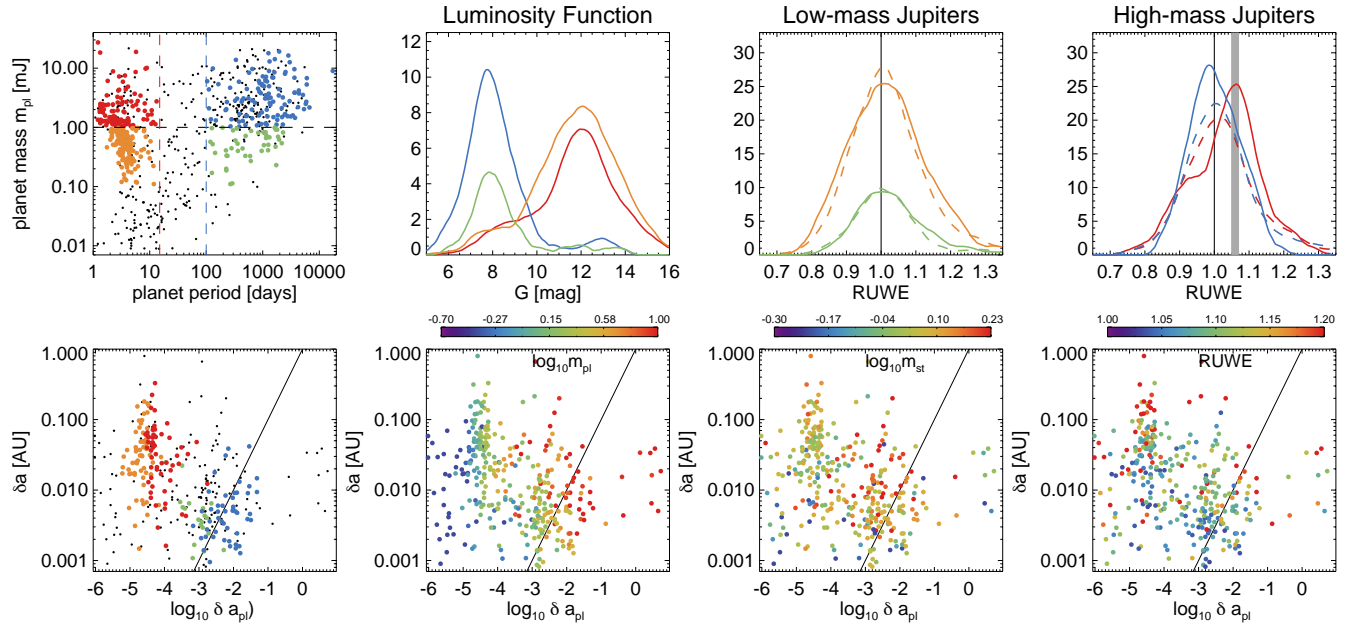 Luminosity Function
Low-mass Jupiters
High-mass Jupiters
planet mass m_pl [mJ]
10.00
1.00
0.10
0.01
1 10 100 1000 10000
planet period [days]
12
10
8
6
4
2
0
6 8 10 12 14 16
G [mag]
30
25
20
15
10
5
0
0.7 0.8 0.9 1.0 1.1 1.2 1.3
RUWE
30
25
20
15
10
5
0
0.7 0.8 0.9 1.0 1.1 1.2 1.3
RUWE
-0.70 -0.27 0.15 0.58 1.00
-0.30 -0.17 -0.04 0.10 0.23
1.00 1.05 1.10 1.15 1.20
δa [AU]
1.000
0.100
0.010
0.001
-6 -5 -4 -3 -2 -1 0
log10 δ a_pl)
log10m_pl
δa [AU]
1.000
0.100
0.010
0.001
-6 -5 -4 -3 -2 -1 0
log10 δ a_pl
log10m_st
δa [AU]
1.000
0.100
0.010
0.001
-6 -5 -4 -3 -2 -1 0
log10 δ a_pl
RUWE
δa [AU]
1.000
0.100
0.010
0.001
-6 -5 -4 -3 -2 -1 0
log10 δ a_pl